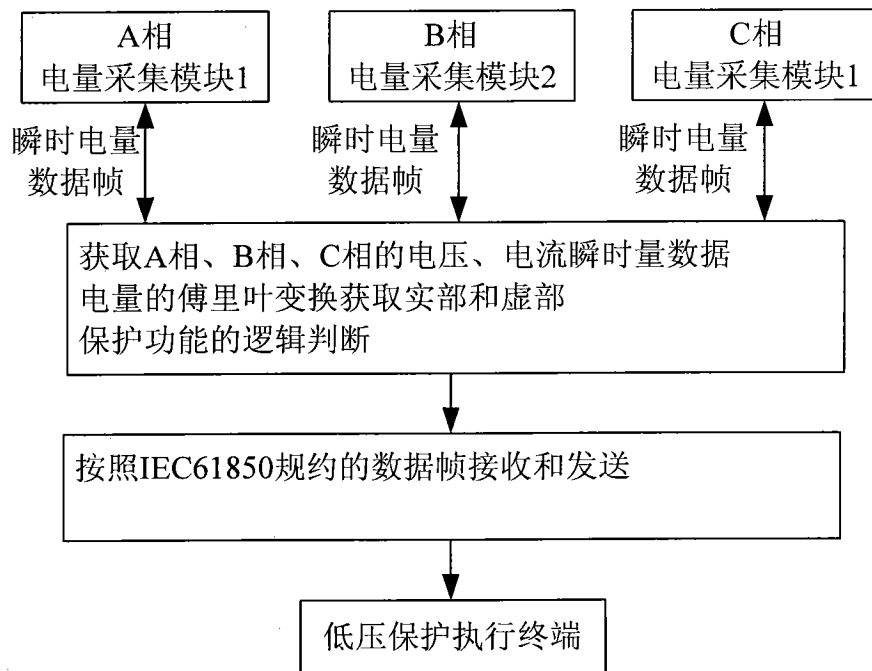 A相
电量采集模块1
B相
电量采集模块2
C相
电量采集模块1
瞬时电量
数据帧
瞬时电量
数据帧
瞬时电量
数据帧
获取A相、B相、C相的电压、电流瞬时量数据
电量的傅里叶变换获取实部和虚部
保护功能的逻辑判断
按照IEC61850规约的数据帧接收和发送
低压保护执行终端